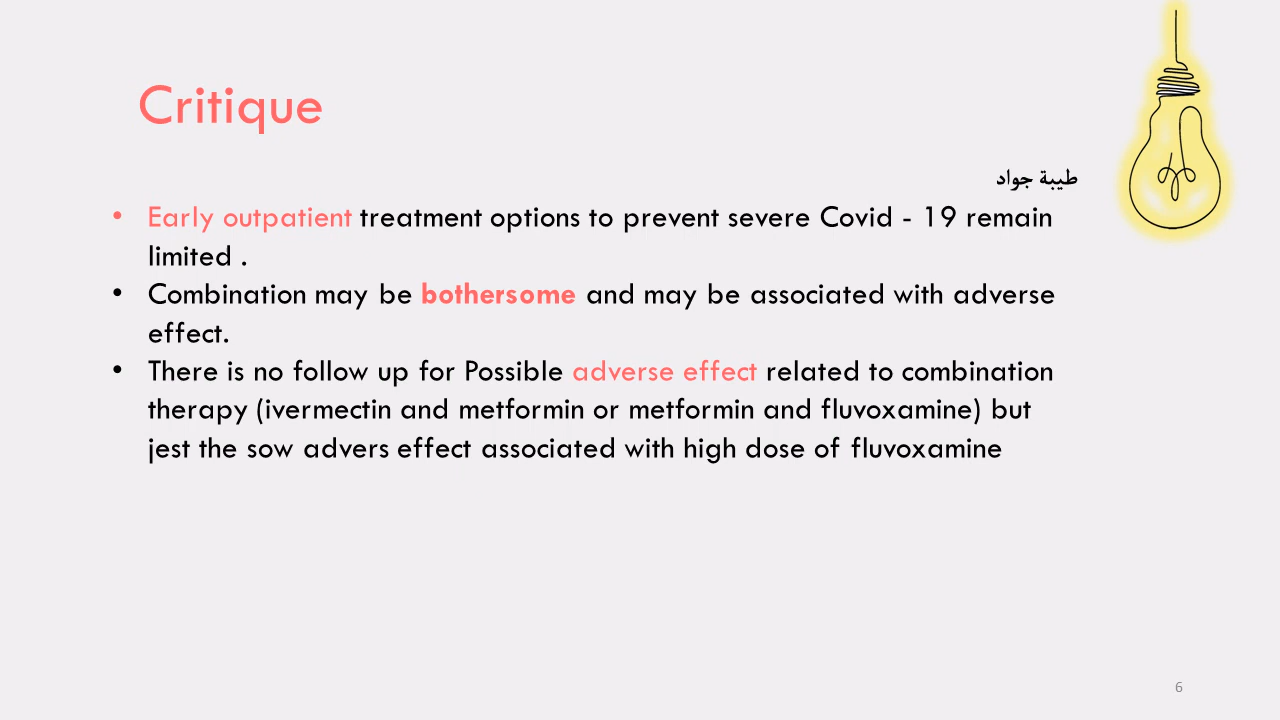 Critique
طيبة جواد
• Early outpatient treatment options to prevent severe Covid - 19 remain
limited .
• Combination may be bothersome and may be associated with adverse
effect.
• There is no follow up for Possible adverse effect related to combination
therapy (ivermectin and metformin or metformin and fluvoxamine) but
jest the sow advers effect associated with high dose of fluvoxamine
6